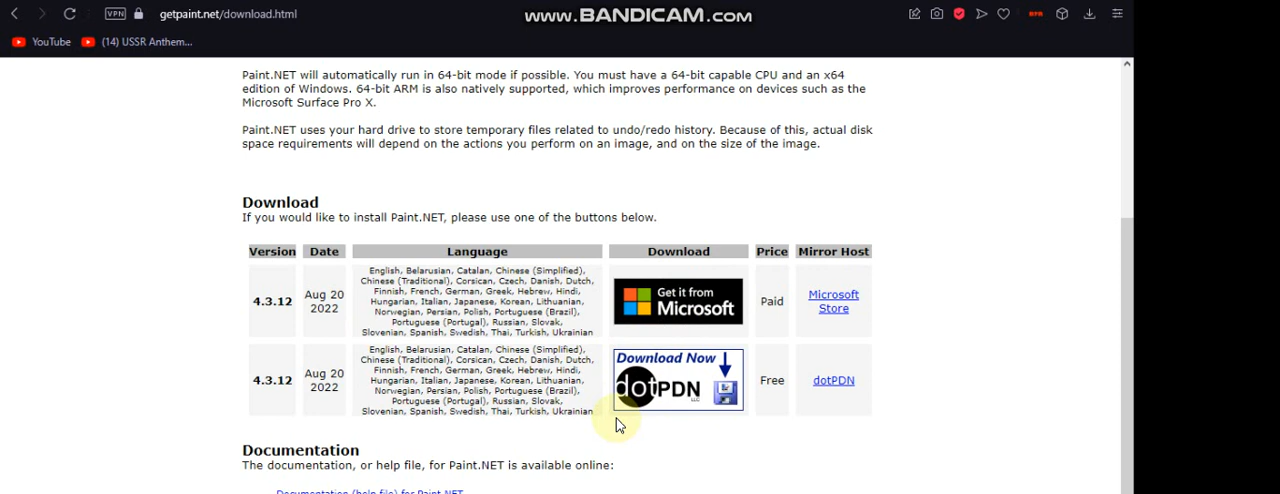 getpaint.net/download.html
www.BANDICAM.com
VPN
YouTube
(14) USSR Anthem...
Paint.NET will automatically run in 64-bit mode if possible. You must have a 64-bit capable CPU and an x64
edition of Windows. 64-bit ARM is also natively supported, which improves performance on devices such as the
Microsoft Surface Pro X.
Paint.NET uses your hard drive to store temporary files related to undo/redo history. Because of this, actual disk
space requirements will depend on the actions you perform on an image, and on the size of the image.
Download
If you would like to install Paint.NET, please use one of the buttons below.
Version Date Language Download Price Mirror Host
4.3.12
Aug 20
2022
English, Belarusian, Catalan, Chinese (Simplified),
Chinese (Traditional), Corsican, Czech, Danish, Dutch,
Finnish, French, German, Greek, Hebrew, Hindi,
Hungarian, Italian, Japanese, Korean, Lithuanian,
Norwegian, Persian, Polish, Portuguese (Brazil),
Portuguese (Portugal), Russian, Slovak,
Slovenian, Spanish, Swedish, Thai, Turkish, Ukrainian
Get it from
Microsoft
Paid
Microsoft
Store
4.3.12
Aug 20
2022
English, Belarusian, Catalan, Chinese (Simplified),
Chinese (Traditional), Corsican, Czech, Danish, Dutch,
Finnish, French, German, Greek, Hebrew, Hindi,
Hungarian, Italian, Japanese, Korean, Lithuanian,
Norwegian, Persian, Polish, Portuguese (Brazil),
Portuguese (Portugal), Russian, Slovak,
Slovenian, Spanish, Swedish, Thai, Turkish, Ukrainian
Download Now
dotPDN
LLC
Free
dotPDN
Documentation
The documentation, or help file, for Paint.NET is available online:
Documentation (help file) for Paint.NET